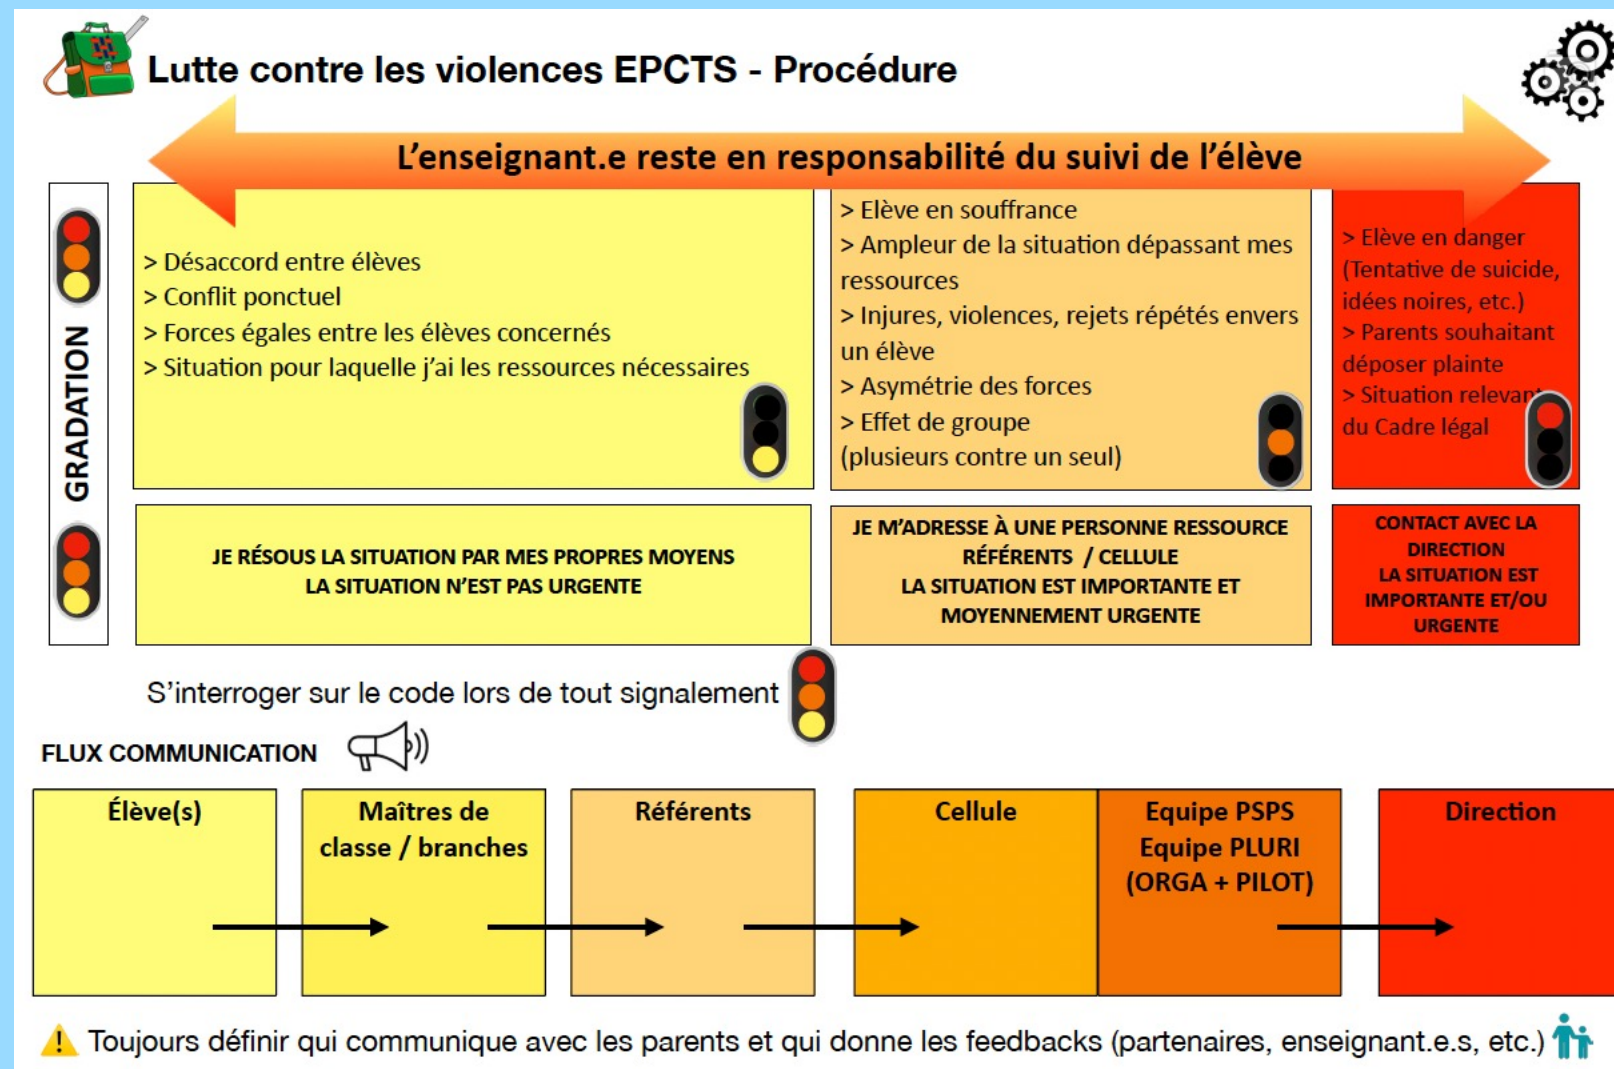 Lutte contre les violences EPCTS - Procédure
L'enseignant.e reste en responsabilité du suivi de l'élève
GRADATION
> Désaccord entre élèves
> Conflit ponctuel
> Forces égales entre les élèves concernés
> Situation pour laquelle j'ai les ressources nécessaires
> Elève en souffrance
> Ampleur de la situation dépassant mes
ressources
> Injures, violences, rejets répétés envers
un élève
> Asymétrie des forces
> Effet de groupe
(plusieurs contre un seul)
> Elève en danger
(Tentative de suicide,
idées noires, etc.)
> Parents souhaitant
déposer plainte
> Situation relevant
du Cadre légal
JE RÉSOUS LA SITUATION PAR MES PROPRES MOYENS
LA SITUATION N'EST PAS URGENTE
JE M'ADRESSE À UNE PERSONNE RESSOURCE
RÉFÉRENTS / CELLULE
LA SITUATION EST IMPORTANTE ET
MOYENNEMENT URGENTE
CONTACT AVEC LA
DIRECTION
LA SITUATION EST
IMPORTANTE ET/OU
URGENTE
S'interroger sur le code lors de tout signalement
FLUX COMMUNICATION
Élève(s)
Maîtres de
classe / branches
Référents
Cellule
Equipe PSPS
Equipe PLURI
(ORGA + PILOT)
Direction
Toujours définir qui communique avec les parents et qui donne les feedbacks (partenaires, enseignant.e.s, etc.)